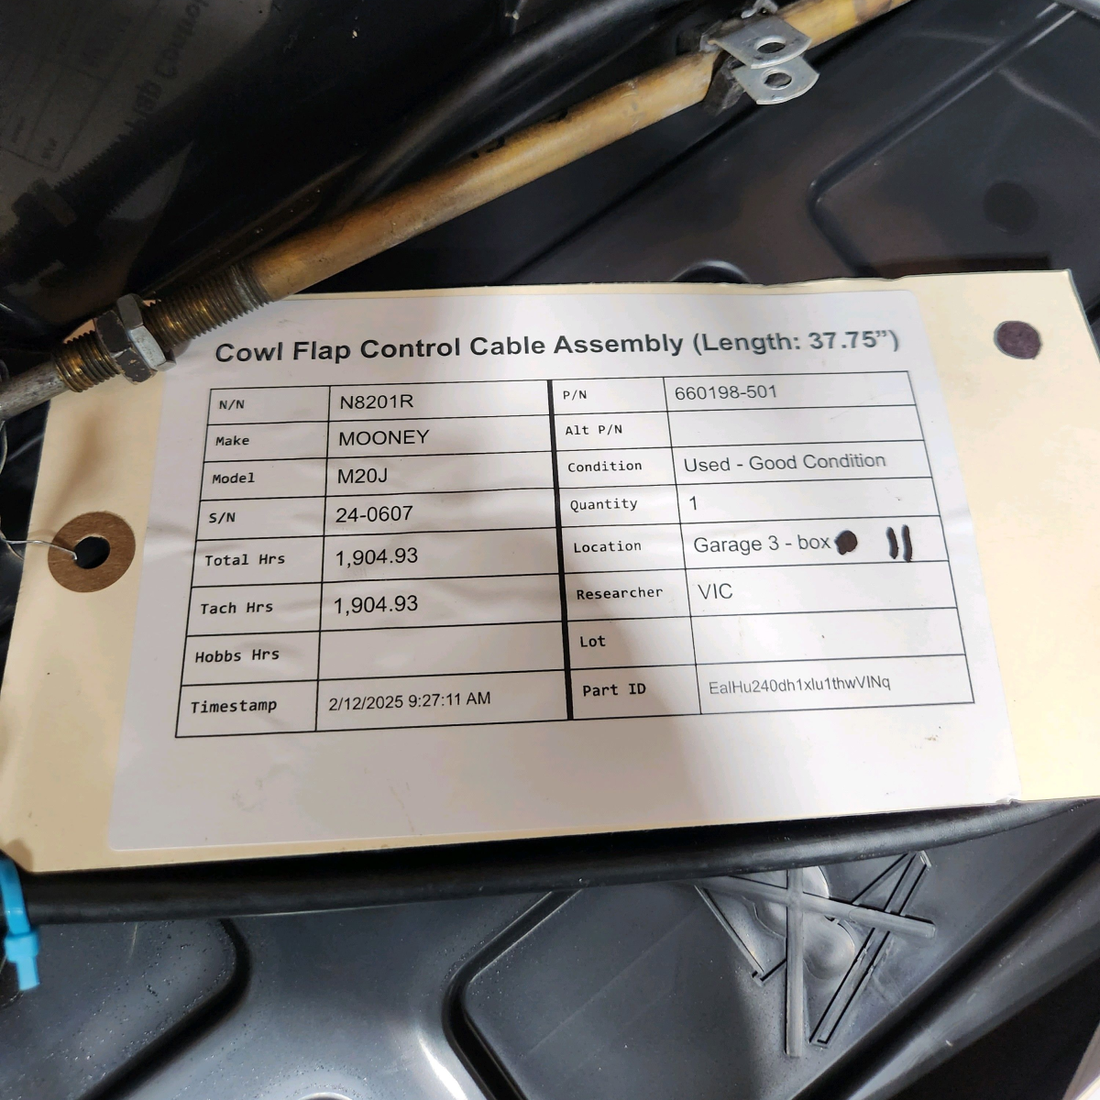 Cowl Flap Control Cable Assembly (Length: 37.75”)
N/N N8201R P/N 660198-501
Make MOONEY Alt P/N
Model M20J Condition Used - Good Condition
S/N 24-0607 Quantity 1
Total Hrs 1,904.93 Location Garage 3 - box 11
Tach Hrs 1,904.93 Researcher VIC
Hobbs Hrs Lot
Timestamp 2/12/2025 9:27:11 AM Part ID